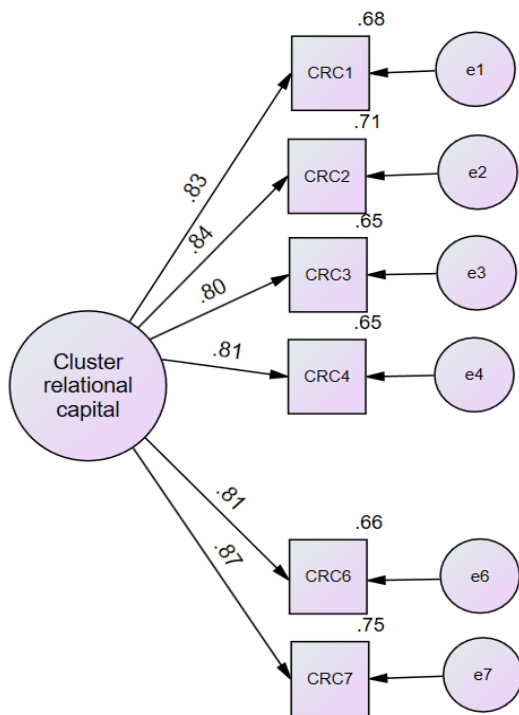 .68
CRC1
e1
.83
.71
CRC2
e2
.84
.65
CRC3
e3
.80
.65
CRC4
e4
.81
Cluster
relational
capital
.81
.66
CRC6
e6
.87
.75
CRC7
e7